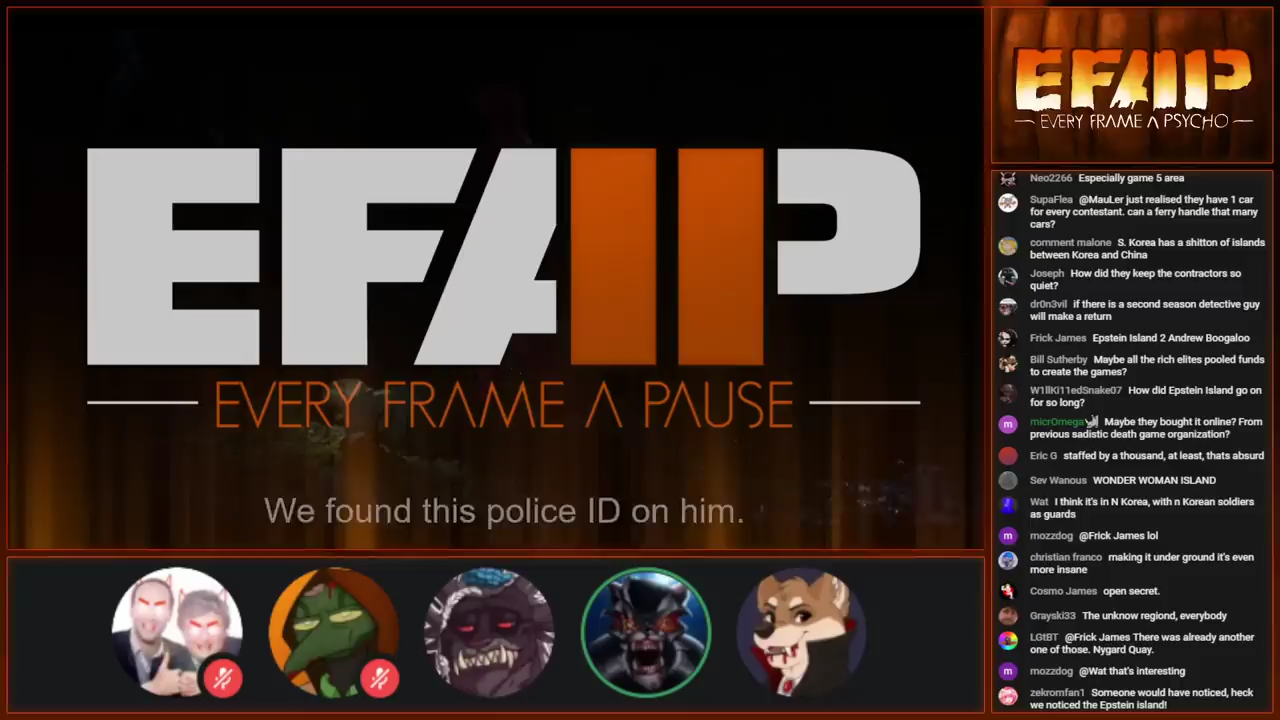 EFAP
EVERY FRAME A PAUSE
We found this police ID on him.
EFAP
EVERY FRAME A PSYCHO
Neo2266 Especially game 5 area
SupaFlea @MauLer just realised they have 1 car
for every contestant. can a ferry handle that many
cars?
comment malone S. Korea has a shitton of islands
between Korea and China
Joseph How did they keep the contractors so
quiet?
dr0n3vil if there is a second season detective guy
will make a return
Frick James Epstein Island 2 Andrew Boogaloo
Bill Sutherby Maybe all the rich elites pooled funds
to create the games?
W1llKi11edSnake07 How did Epstein Island go on
for so long?
m
micrOmega Maybe they bought it online? From
previous sadistic death game organization?
Eric G staffed by a thousand, at least, thats absurd
Sev Wanous WONDER WOMAN ISLAND
Wat I think it's in N Korea, with n Korean soldiers
as guards
m
mozzdog @Frick James lol
christian franco making it under ground it's even
more insane
Cosmo James open secret.
Grayski33 The unknow regiond, everybody
LGtBT @Frick James There was already another
one of those. Nygard Quay.
m
mozzdog @Wat that's interesting
zekromfan1 Someone would have noticed, heck
we noticed the Epstein island!